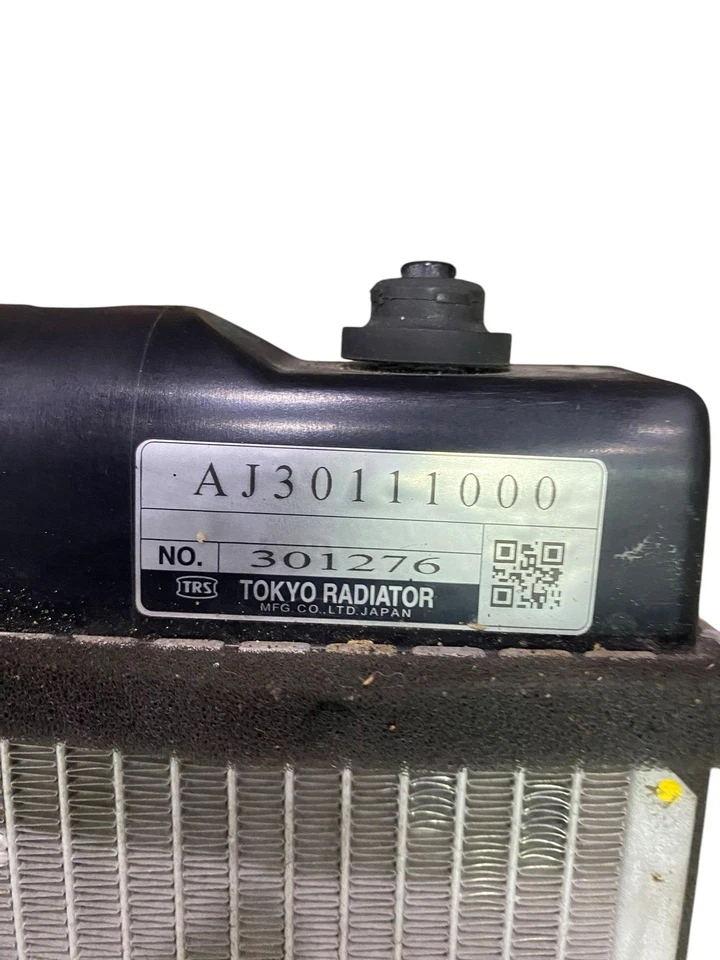 AJ30111000
NO. 301276
TRS TOKYO RADIATOR
MFG CO.,LTD.JAPAN